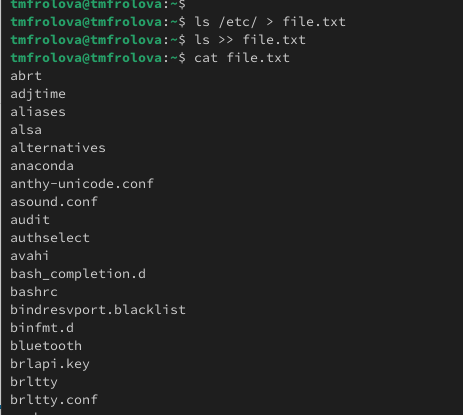 tmfrolova@tmfrolova:~$
tmfrolova@tmfrolova:~$ ls /etc/ > file.txt
tmfrolova@tmfrolova:~$ ls >> file.txt
tmfrolova@tmfrolova:~$ cat file.txt
abrt
adjtime
aliases
alsa
alternatives
anaconda
anthy-unicode.conf
asound.conf
audit
authselect
avahi
bash_completion.d
bashrc
bindresvport.blacklist
binfmt.d
bluetooth
brlapi.key
brltty
brltty.conf